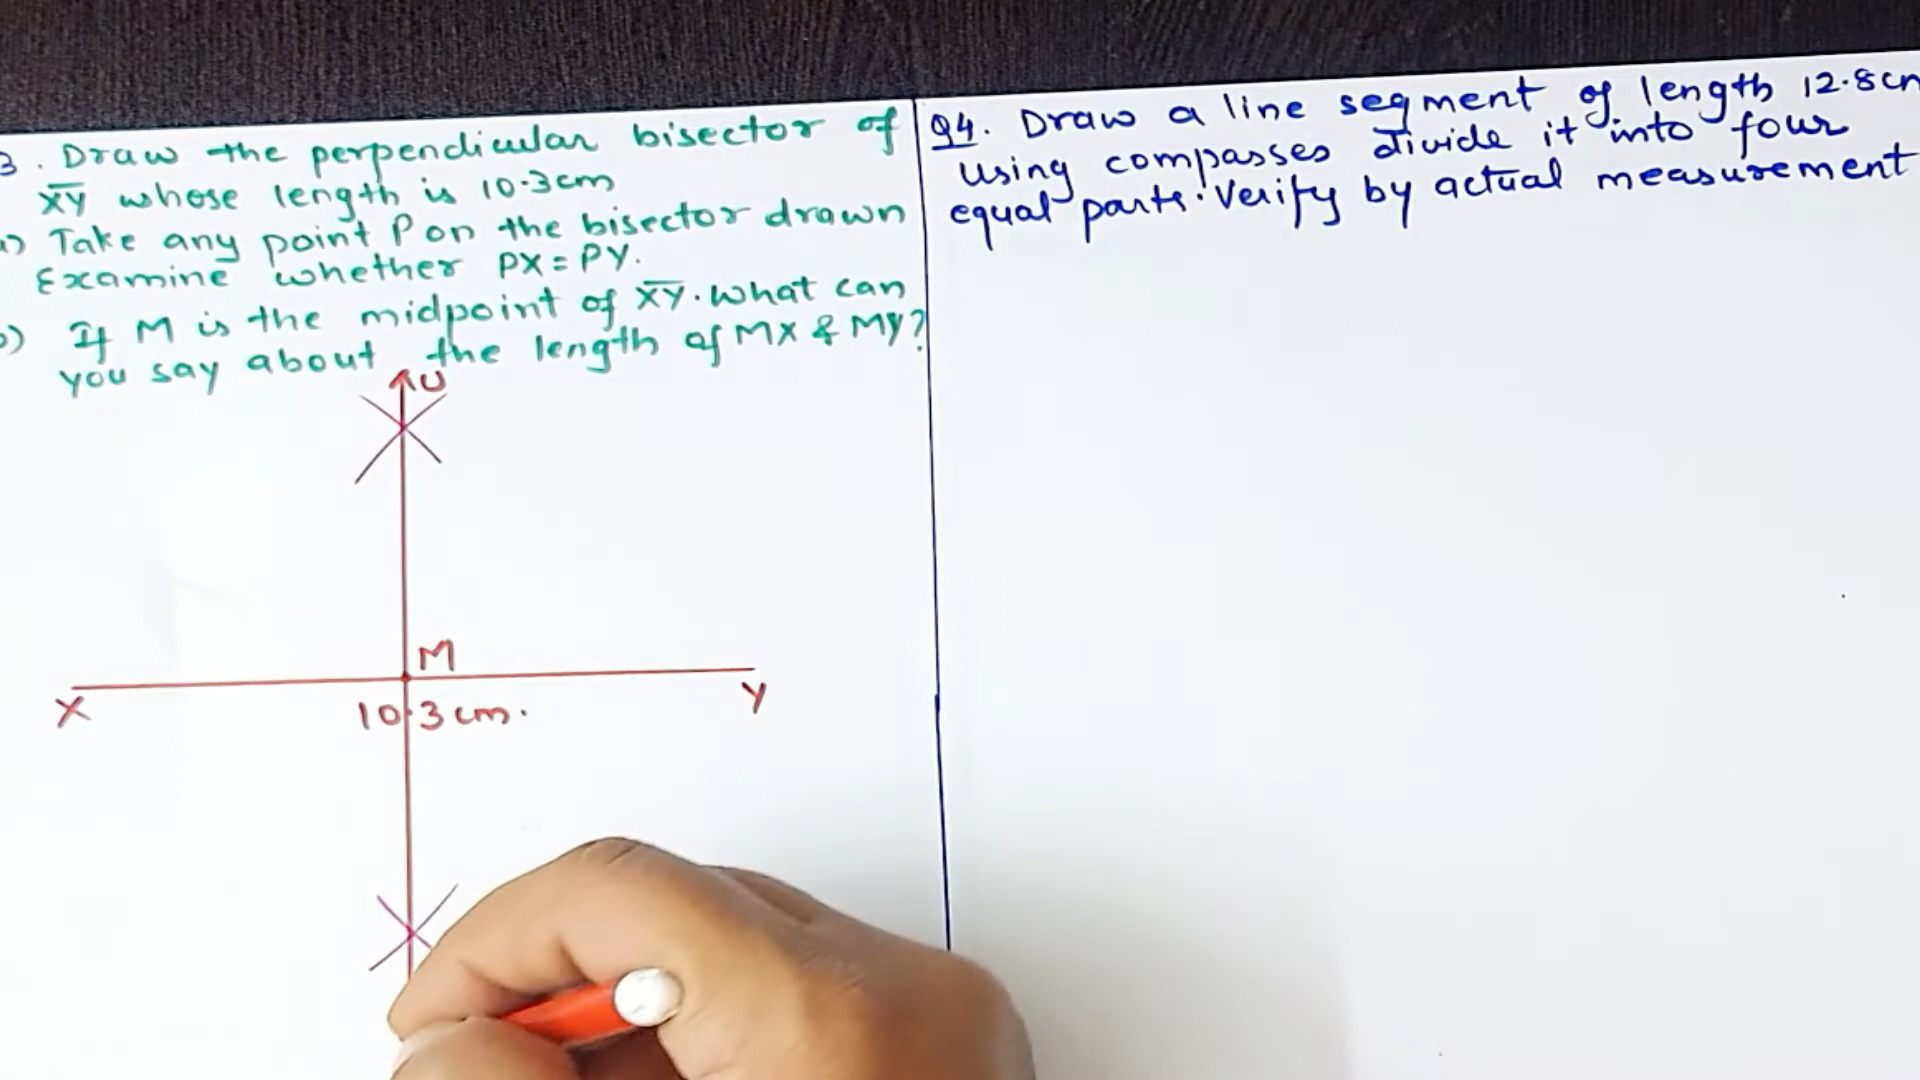 3. Draw the perpendicular bisector of
XY whose length is 10.3cm
a) Take any point P on the bisector drawn
Examine whether PX = PY.
b) If M is the midpoint of XY. What can
you say about the length of MX & MY?
U
M
X
Y
10.3 cm.
Q4. Draw a line segment of length 12.8cm
Using compasses divide it into four
equal parts. Verify by actual measurement